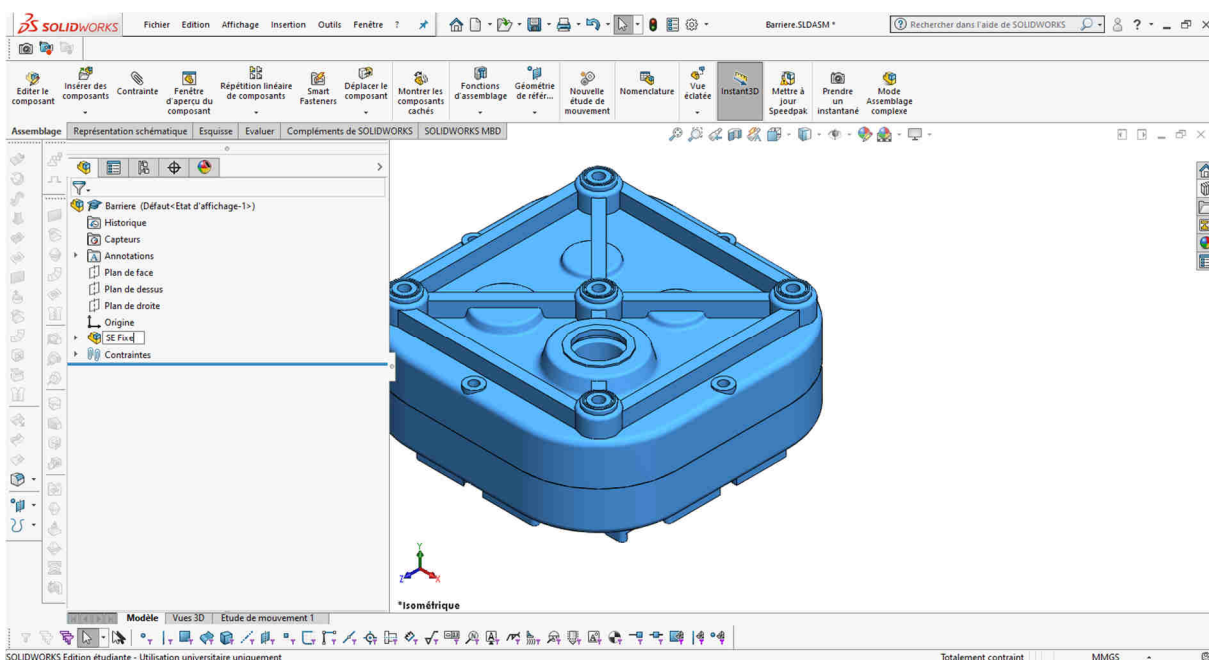 SOLIDWORKS Fichier Edition Affichage Insertion Outils Fenêtre ? Barriere.SLDASM * Rechercher dans l'aide de SOLIDWORKS ?
Editer le composant
Insérer des composants
Contrainte
Fenêtre d'aperçu du composant
Répétition linéaire de composants
Smart Fasteners
Déplacer le composant
Montrer les composants cachés
Fonctions d'assemblage
Géométrie de référ...
Nouvelle étude de mouvement
Nomenclature
Vue éclatée
Instant3D
Mettre à jour Speedpak
Prendre un instantané
Mode Assemblage complexe
Assemblage Représentation schématique Esquisse Evaluer Compléments de SOLIDWORKS SOLIDWORKS MBD
Barriere (Défaut<Etat d'affichage-1>)
Historique
Capteurs
Annotations
Plan de face
Plan de dessus
Plan de droite
Origine
SE Fixe
Contraintes
Y
Z X
*Isométrique
Modèle Vues 3D Etude de mouvement 1
SOLIDWORKS Edition étudiante - Utilisation universitaire uniquement Totalement contraint MMGS